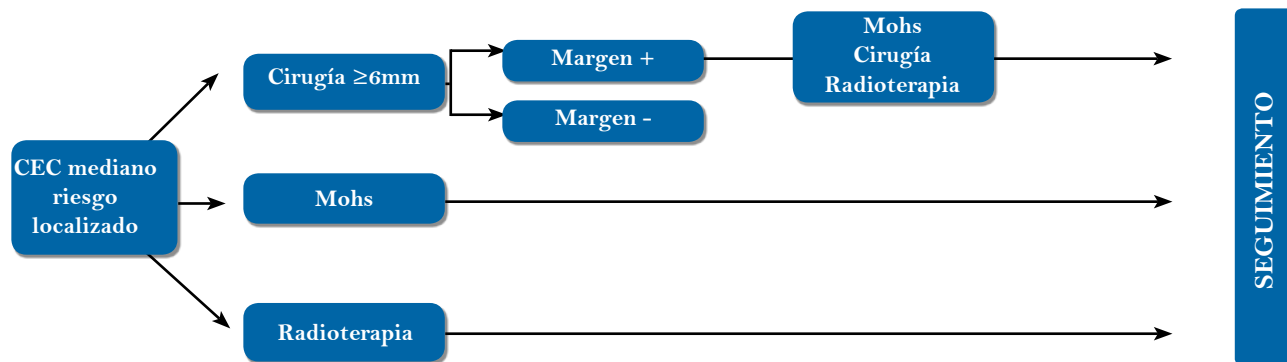 CEC mediano
riesgo
localizado
Cirugía ≥6mm
Margen +
Margen -
Mohs
Cirugía
Radioterapia
Mohs
Radioterapia
SEGUIMIENTO